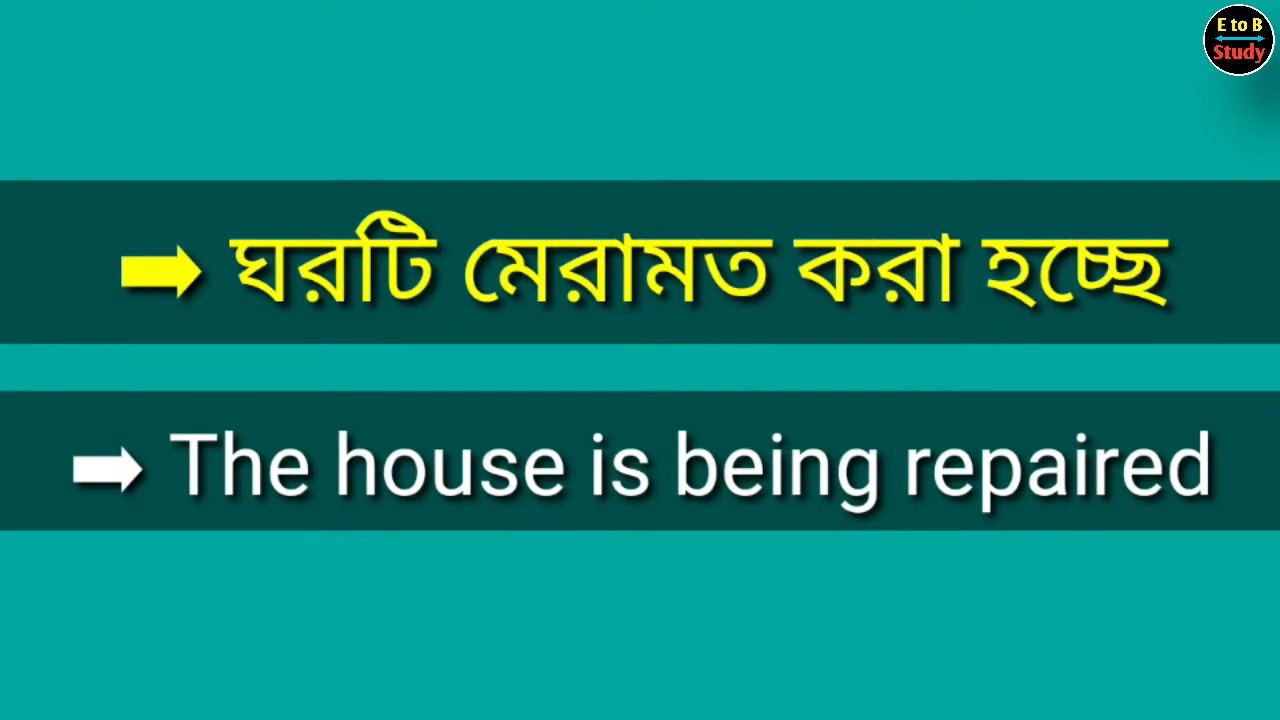 E to B
Study
➡ ঘরটি মেরামত করা হচ্ছে
➡ The house is being repaired